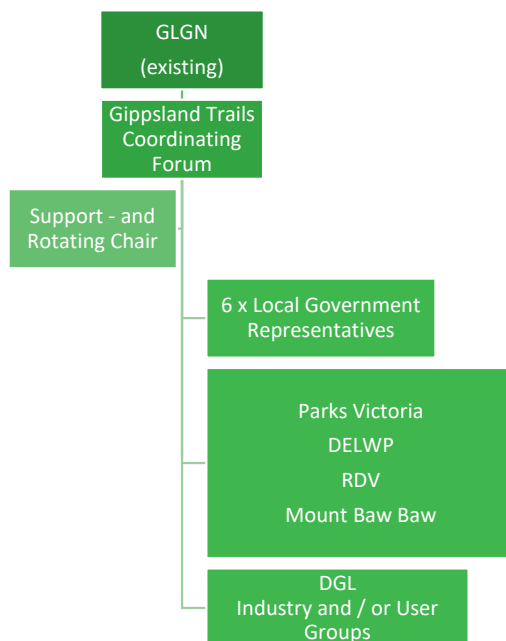 GLGN
(existing)
Gippsland Trails
Coordinating
Forum
Support - and
Rotating Chair
6 x Local Government
Representatives
Parks Victoria
DELWP
RDV
Mount Baw Baw
DGL
Industry and / or User
Groups